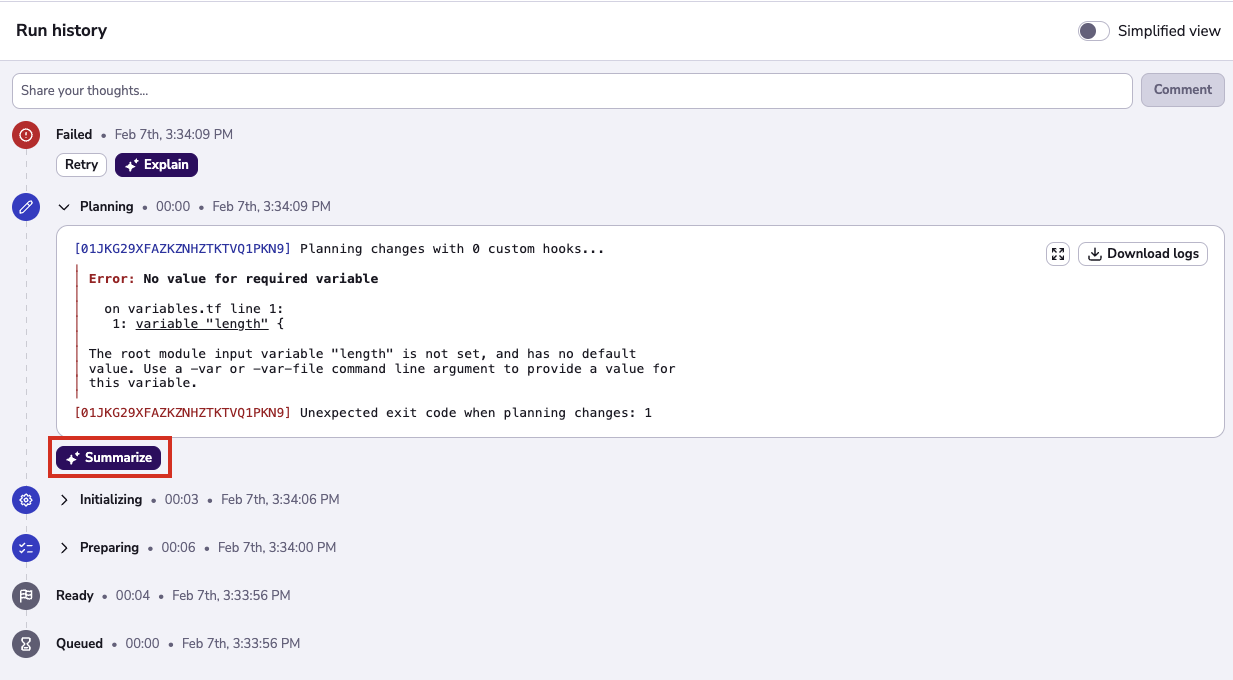 Run history
Simplified view
Share your thoughts...
Comment
Failed • Feb 7th, 3:34:09 PM
Retry
Explain
Planning • 00:00 • Feb 7th, 3:34:09 PM
[01JKG29XFAZKZNHZTKTVQ1PKN9] Planning changes with 0 custom hooks...
Download logs
Error: No value for required variable
on variables.tf line 1:
1: variable "length" {
The root module input variable "length" is not set, and has no default
value. Use a -var or -var-file command line argument to provide a value for
this variable.
[01JKG29XFAZKZNHZTKTVQ1PKN9] Unexpected exit code when planning changes: 1
Summarize
Initializing • 00:03 • Feb 7th, 3:34:06 PM
Preparing • 00:06 • Feb 7th, 3:34:00 PM
Ready • 00:04 • Feb 7th, 3:33:56 PM
Queued • 00:00 • Feb 7th, 3:33:56 PM